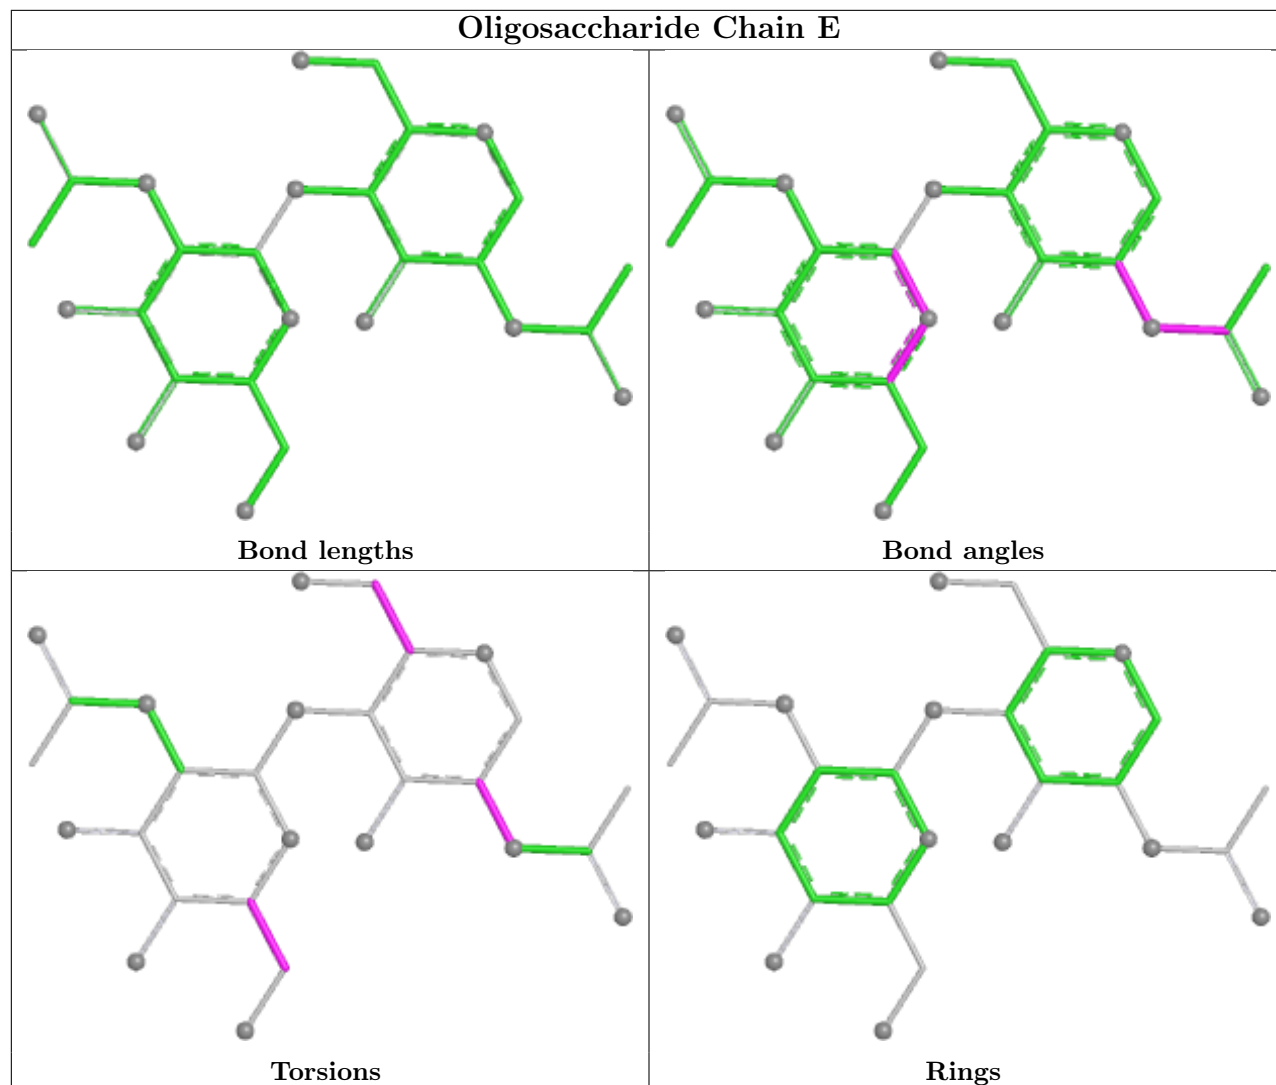 Oligosaccharide Chain E
Bond lengths
Bond angles
Torsions
Rings